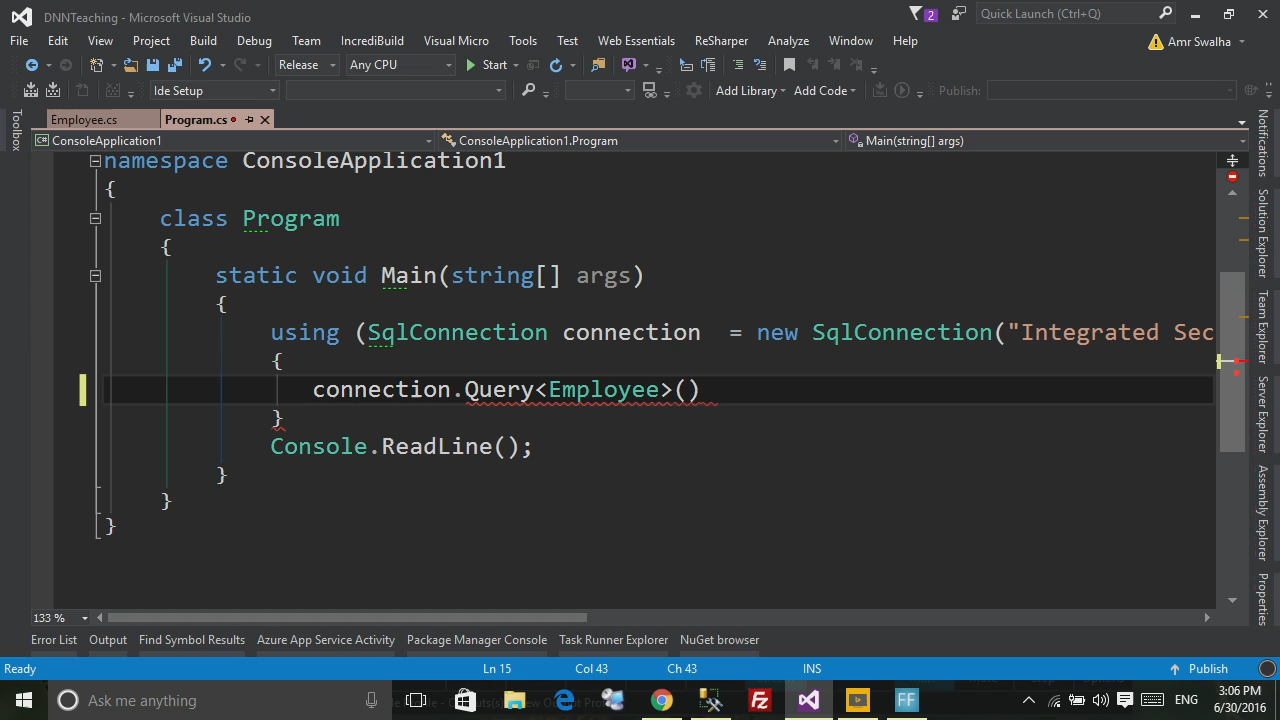 DNNTeaching - Microsoft Visual Studio
2
Quick Launch (Ctrl+Q)
File Edit View Project Build Debug Team IncrediBuild Visual Micro Tools Test Web Essentials ReSharper Analyze Window Help
Amr Swalha
Release Any CPU Start
Ide Setup Add Library Add Code Publish:
Employee.cs Program.cs
ConsoleApplication1 ConsoleApplication1.Program Main(string[] args)
namespace ConsoleApplication1
{
class Program
{
static void Main(string[] args)
{
using (SqlConnection connection = new SqlConnection("Integrated Sec
{
connection.Query<Employee>()
}
Console.ReadLine();
}
}
}
Toolbox
Notifications
Solution Explorer
Team Explorer
Server Explorer
Assembly Explorer
Properties
133 %
Error List Output Find Symbol Results Azure App Service Activity Package Manager Console Task Runner Explorer NuGet browser
Ready Ln 15 Col 43 Ch 43 INS Publish
Ask me anything
ENG
3:06 PM
6/30/2016